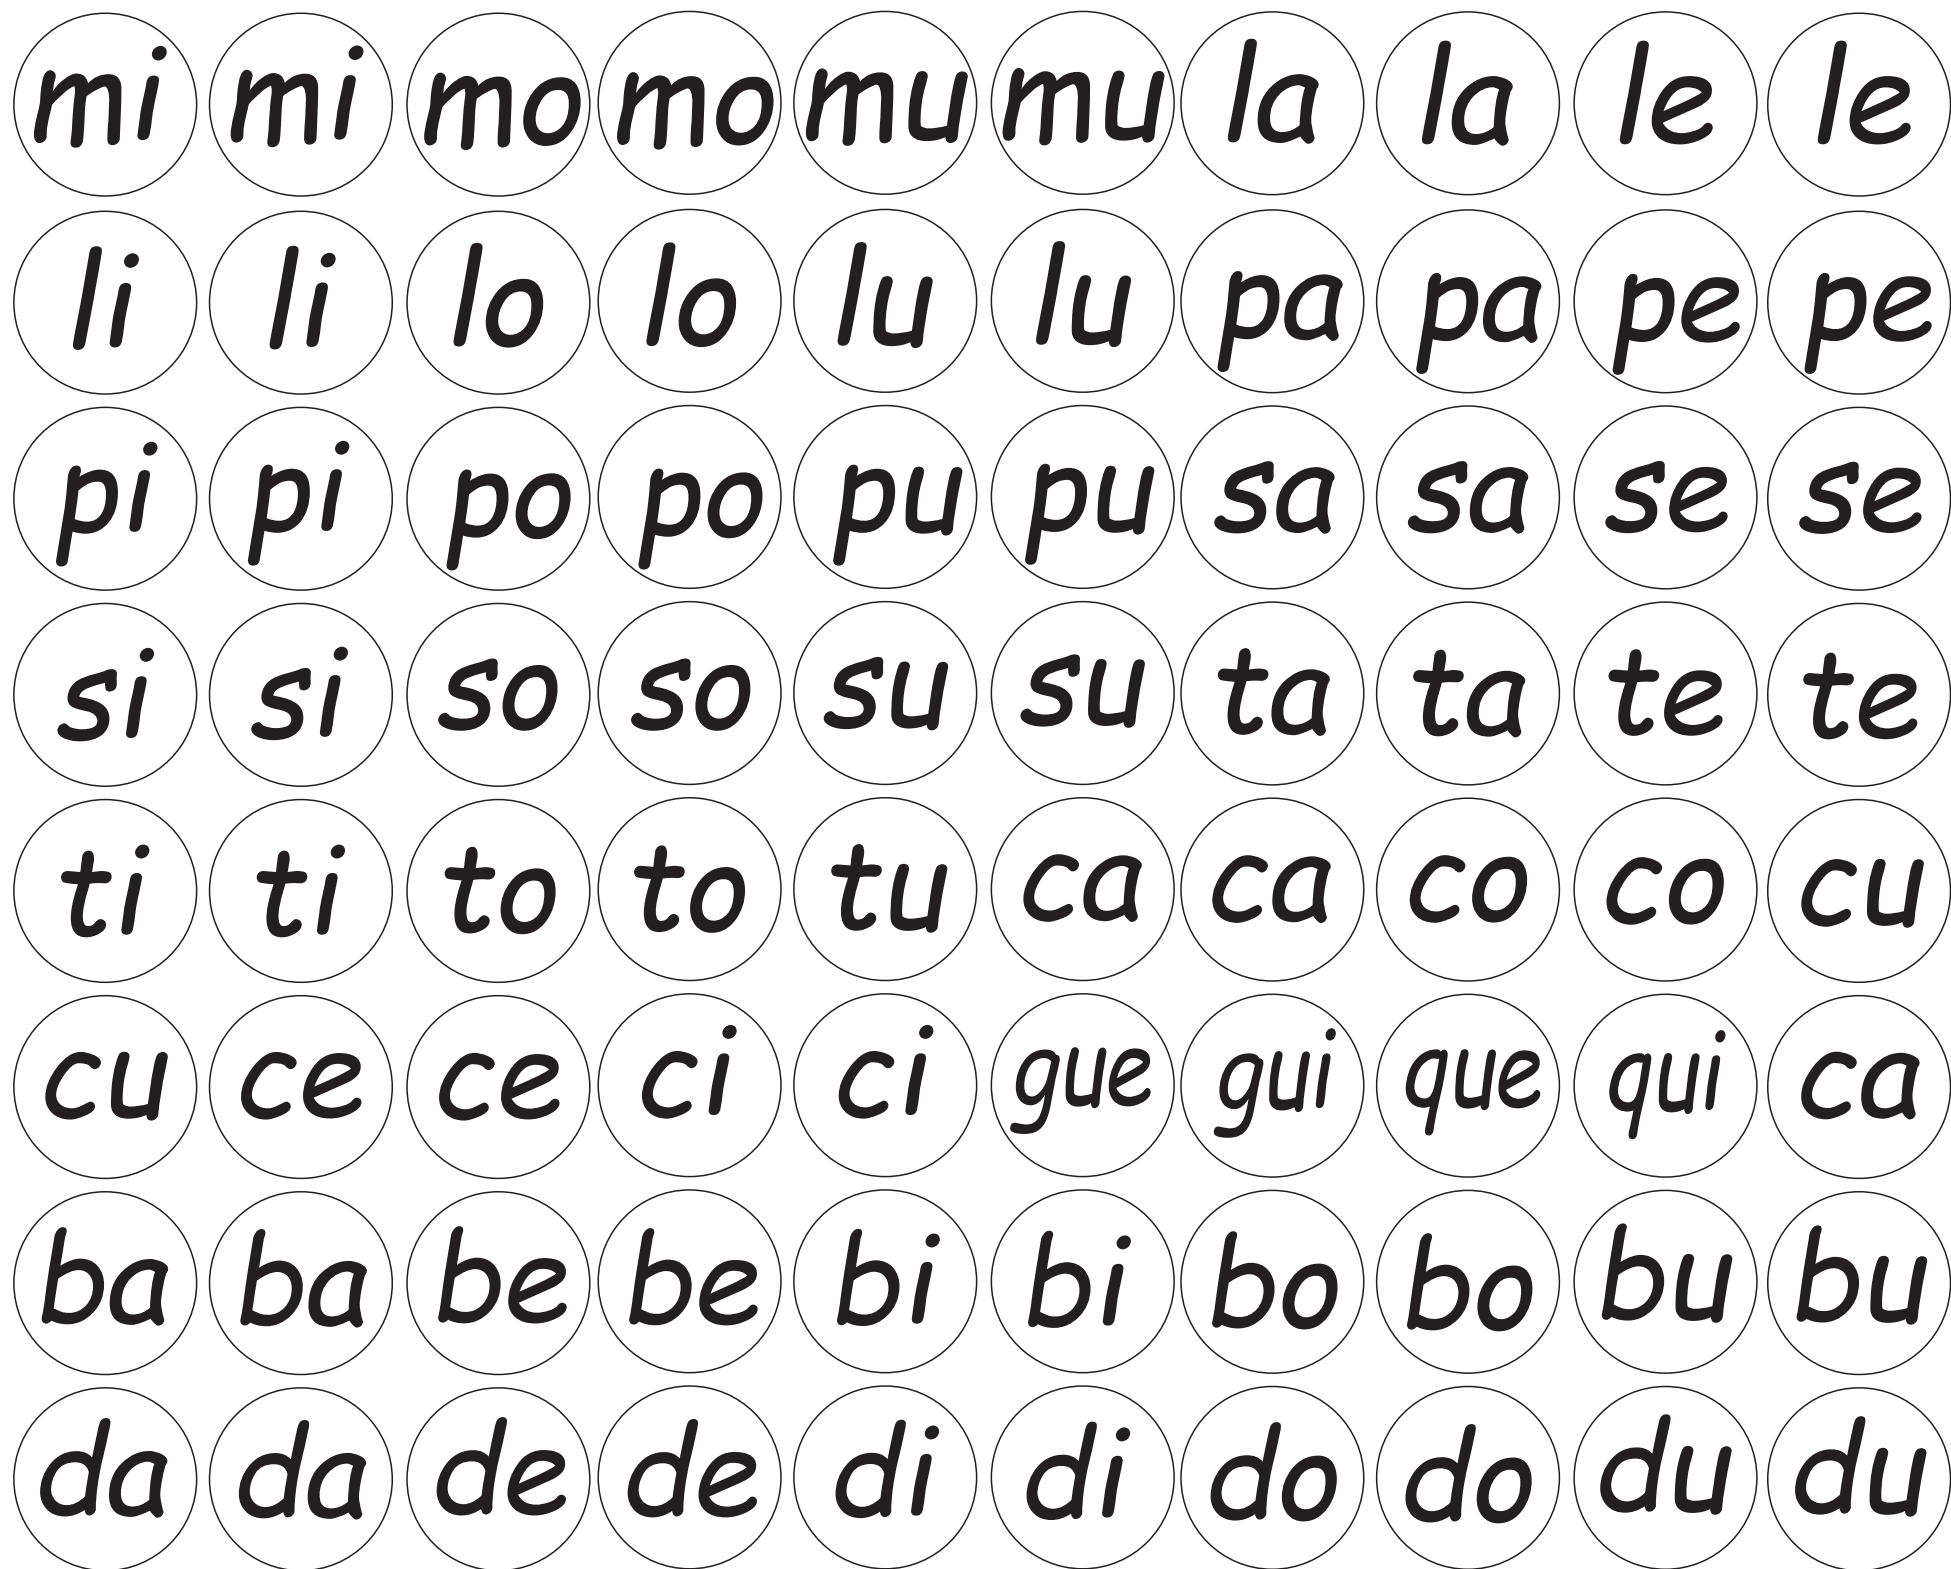 mi mi mo mo mu mu la la le le
li li lo lo lu lu pa pa pe pe
pi pi po po pu pu sa sa se se
si si so so su su ta ta te te
ti ti to to tu ca ca co co cu
cu ce ce ci ci gue gui que qui ca
ba ba be be bi bi bo bo bu bu
da da de de di di do do du du